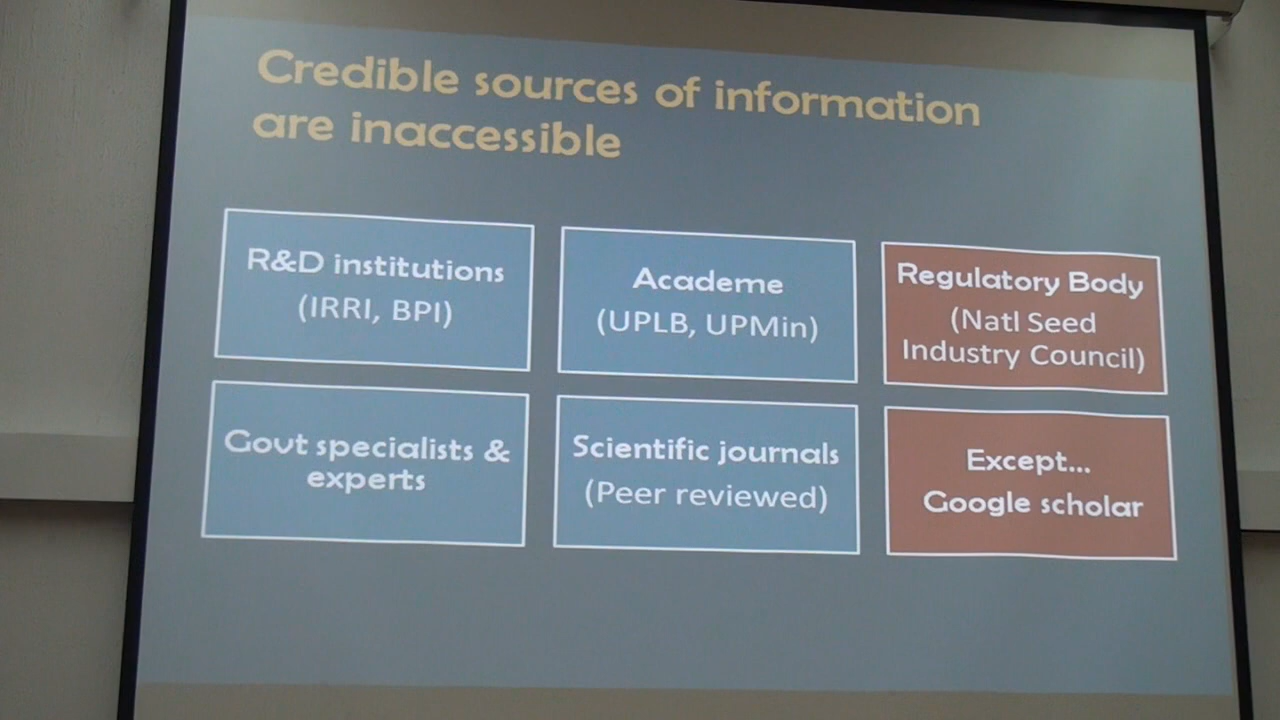 Credible sources of information
are inaccessible
R&D institutions
(IRRI, BPI)
Academe
(UPLB, UPMin)
Regulatory Body
(Natl Seed
Industry Council)
Govt specialists &
experts
Scientific journals
(Peer reviewed)
Except...
Google scholar